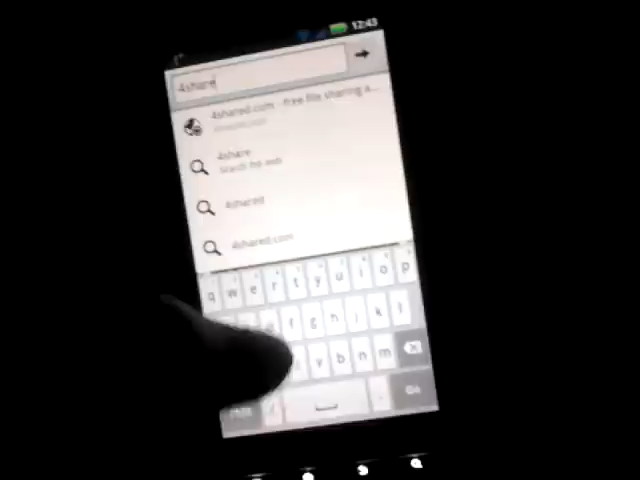 12:43
4share
4shared.com - free file sharing a...
4share
Search the web
4shared
4shared.com
q w e r t y u i o p
f g h j k l
v b n m
Go